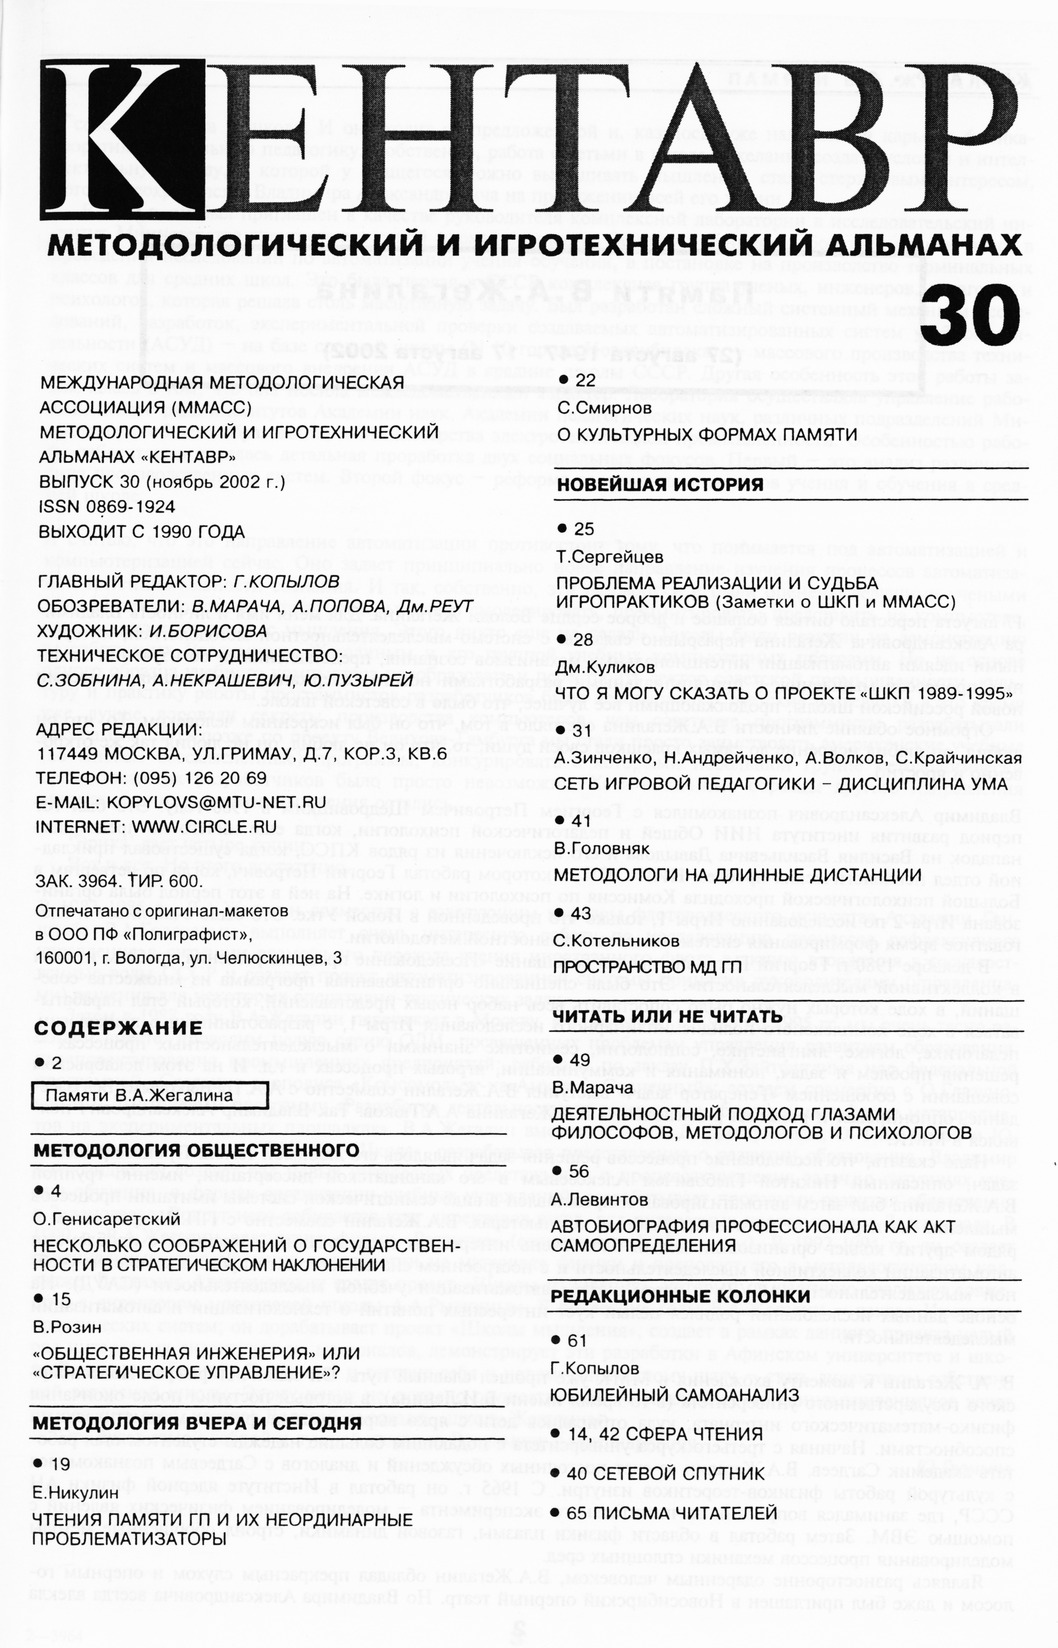 КЕНТАВР
МЕТОДОЛОГИЧЕСКИЙ И ИГРОТЕХНИЧЕСКИЙ АЛЬМАНАХ
30
МЕЖДУНАРОДНАЯ МЕТОДОЛОГИЧЕСКАЯ
АССОЦИАЦИЯ (ММАСС)
МЕТОДОЛОГИЧЕСКИЙ И ИГРОТЕХНИЧЕСКИЙ
АЛЬМАНАХ «КЕНТАВР»
ВЫПУСК 30 (ноябрь 2002 г.)
ISSN 0869-1924
ВЫХОДИТ С 1990 ГОДА
ГЛАВНЫЙ РЕДАКТОР: Г.КОПЫЛОВ
ОБОЗРЕВАТЕЛИ: В.МАРАЧА, А.ПОПОВА, Дм.РЕУТ
ХУДОЖНИК: И.БОРИСОВА
ТЕХНИЧЕСКОЕ СОТРУДНИЧЕСТВО:
С.ЗОБНИНА, А.НЕКРАШЕВИЧ, Ю.ПУЗЫРЕЙ
АДРЕС РЕДАКЦИИ:
117448 МОСКВА, УЛ.ГРИМАУ, Д.7, КОР.3, КВ.6
ТЕЛЕФОН: (095) 126 20 69
E-MAIL: KOPYLOVS@MTU-NET.RU
INTERNET: WWW.CIRCLE.RU
ЗАК. 3964. ТИР 600.
Отпечатано с оригинал-макетов
в ООО ПФ «Полиграфист»,
160001, г. Вологда, ул. Челюскинцев, 3
СОДЕРЖАНИЕ
• 2
Памяти В.А.Жегалина
МЕТОДОЛОГИЯ ОБЩЕСТВЕННОГО
• 4
О.Генисаретский
НЕСКОЛЬКО СООБРАЖЕНИЙ О ГОСУДАРСТВЕН-
НОСТИ В СТРАТЕГИЧЕСКОМ НАКЛОНЕНИИ
• 15
В.Розин
«ОБЩЕСТВЕННАЯ ИНЖЕНЕРИЯ» ИЛИ
«СТРАТЕГИЧЕСКОЕ УПРАВЛЕНИЕ»?
МЕТОДОЛОГИЯ ВЧЕРА И СЕГОДНЯ
• 19
Е.Никулин
ЧТЕНИЯ ПАМЯТИ ГП И ИХ НЕОРДИНАРНЫЕ
ПРОБЛЕМАТИЗАТОРЫ
• 22
С.Смирнов
О КУЛЬТУРНЫХ ФОРМАХ ПАМЯТИ
НОВЕЙШАЯ ИСТОРИЯ
• 25
Т.Сергейцев
ПРОБЛЕМА РЕАЛИЗАЦИИ И СУДЬБА
ИГРОПРАКТИКОВ (Заметки о ШКП и ММАСС)
• 28
Дм.Куликов
ЧТО Я МОГУ СКАЗАТЬ О ПРОЕКТЕ «ШКП 1989-1995»
• 31
А.Зинченко, Н.Андрейченко, А.Волков, С.Крайчинская
СЕТЬ ИГРОВОЙ ПЕДАГОГИКИ – ДИСЦИПЛИНА УМА
• 41
В.Головняк
МЕТОДОЛОГИ НА ДЛИННЫЕ ДИСТАНЦИИ
• 43
С.Котельников
ПРОСТРАНСТВО МД ГП
ЧИТАТЬ ИЛИ НЕ ЧИТАТЬ
• 49
В.Марача
ДЕЯТЕЛЬНОСТНЫЙ ПОДХОД ГЛАЗАМИ
ФИЛОСОФОВ, МЕТОДОЛОГОВ И ПСИХОЛОГОВ
• 56
А.Левинтов
АВТОБИОГРАФИЯ ПРОФЕССИОНАЛА КАК АКТ
САМООПРЕДЕЛЕНИЯ
РЕДАКЦИОННЫЕ КОЛОНКИ
• 61
Г.Копылов
ЮБИЛЕЙНЫЙ САМОАНАЛИЗ
• 14, 42 СФЕРА ЧТЕНИЯ
• 40 СЕТЕВОЙ СПУТНИК
• 65 ПИСЬМА ЧИТАТЕЛЕЙ